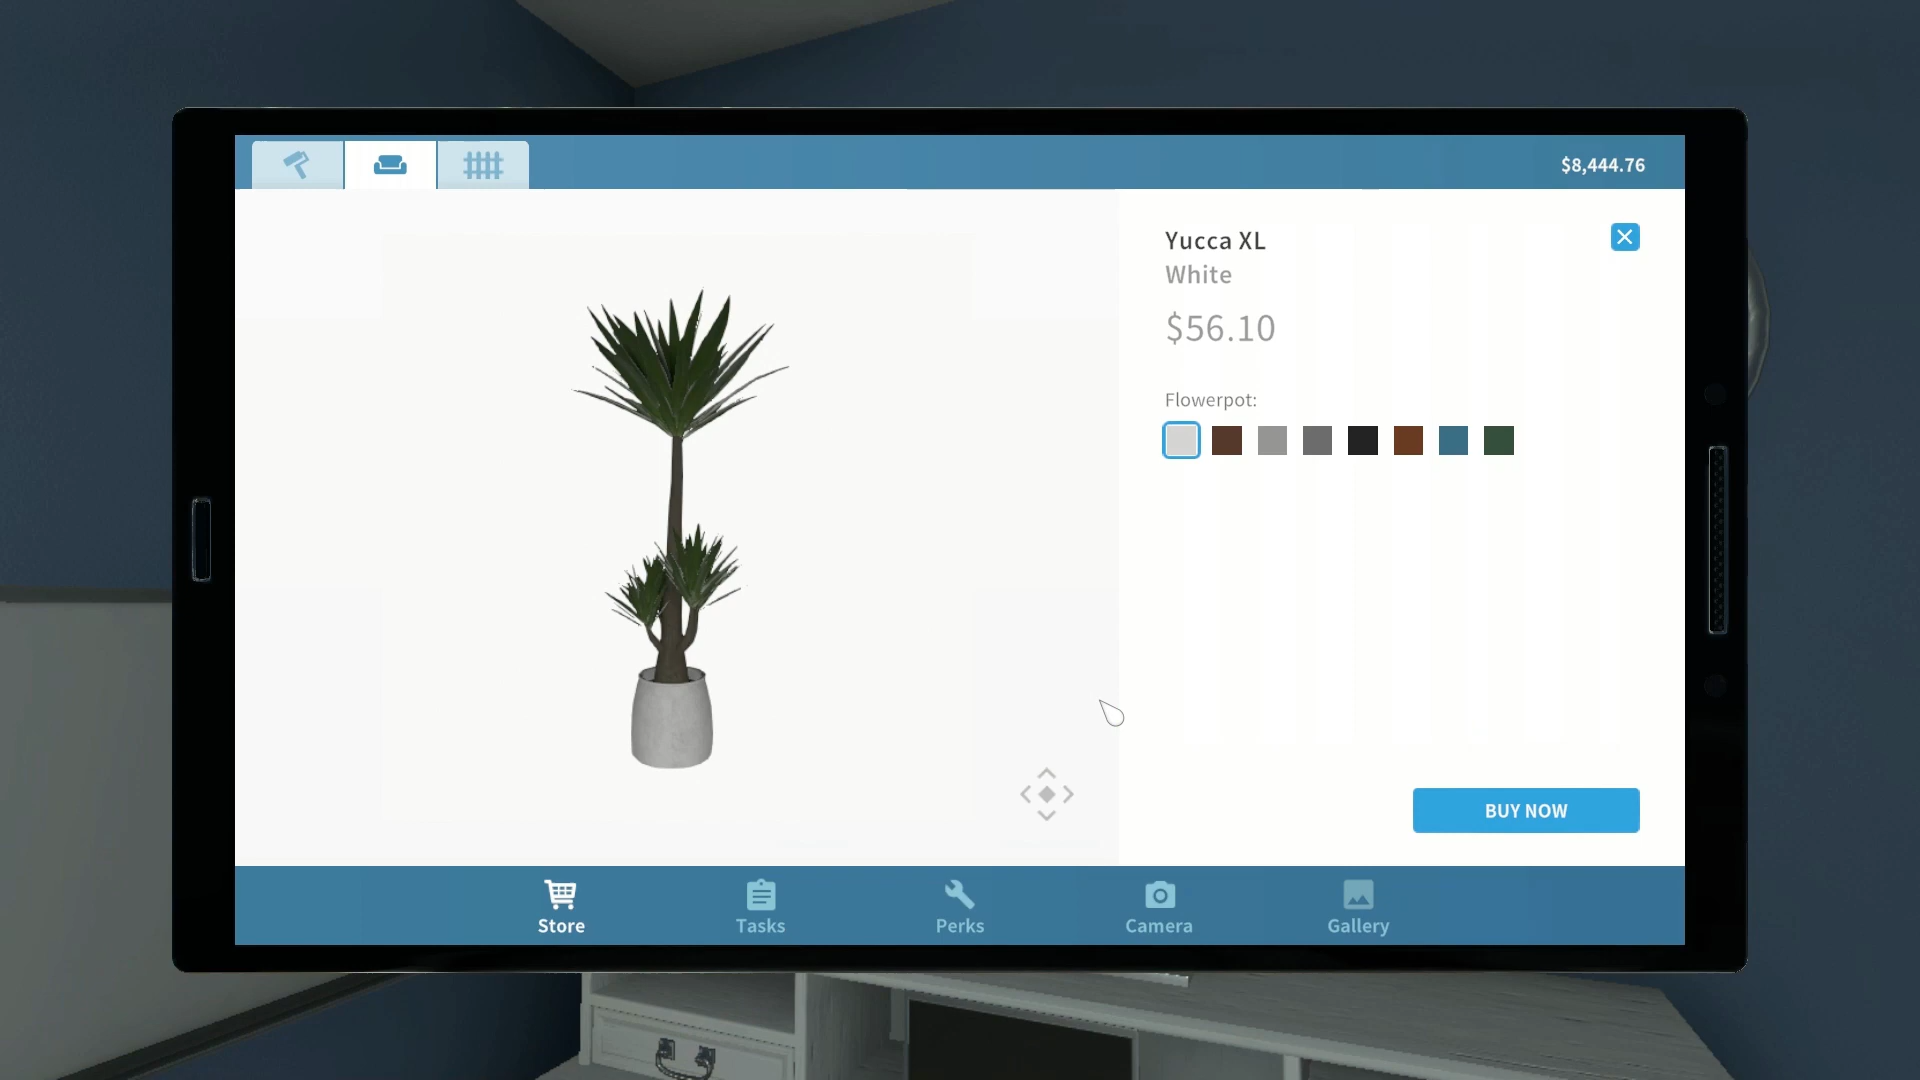 $8,444.76
Yucca XL
White
$56.10
Flowerpot:
BUY NOW
Store
Tasks
Perks
Camera
Gallery